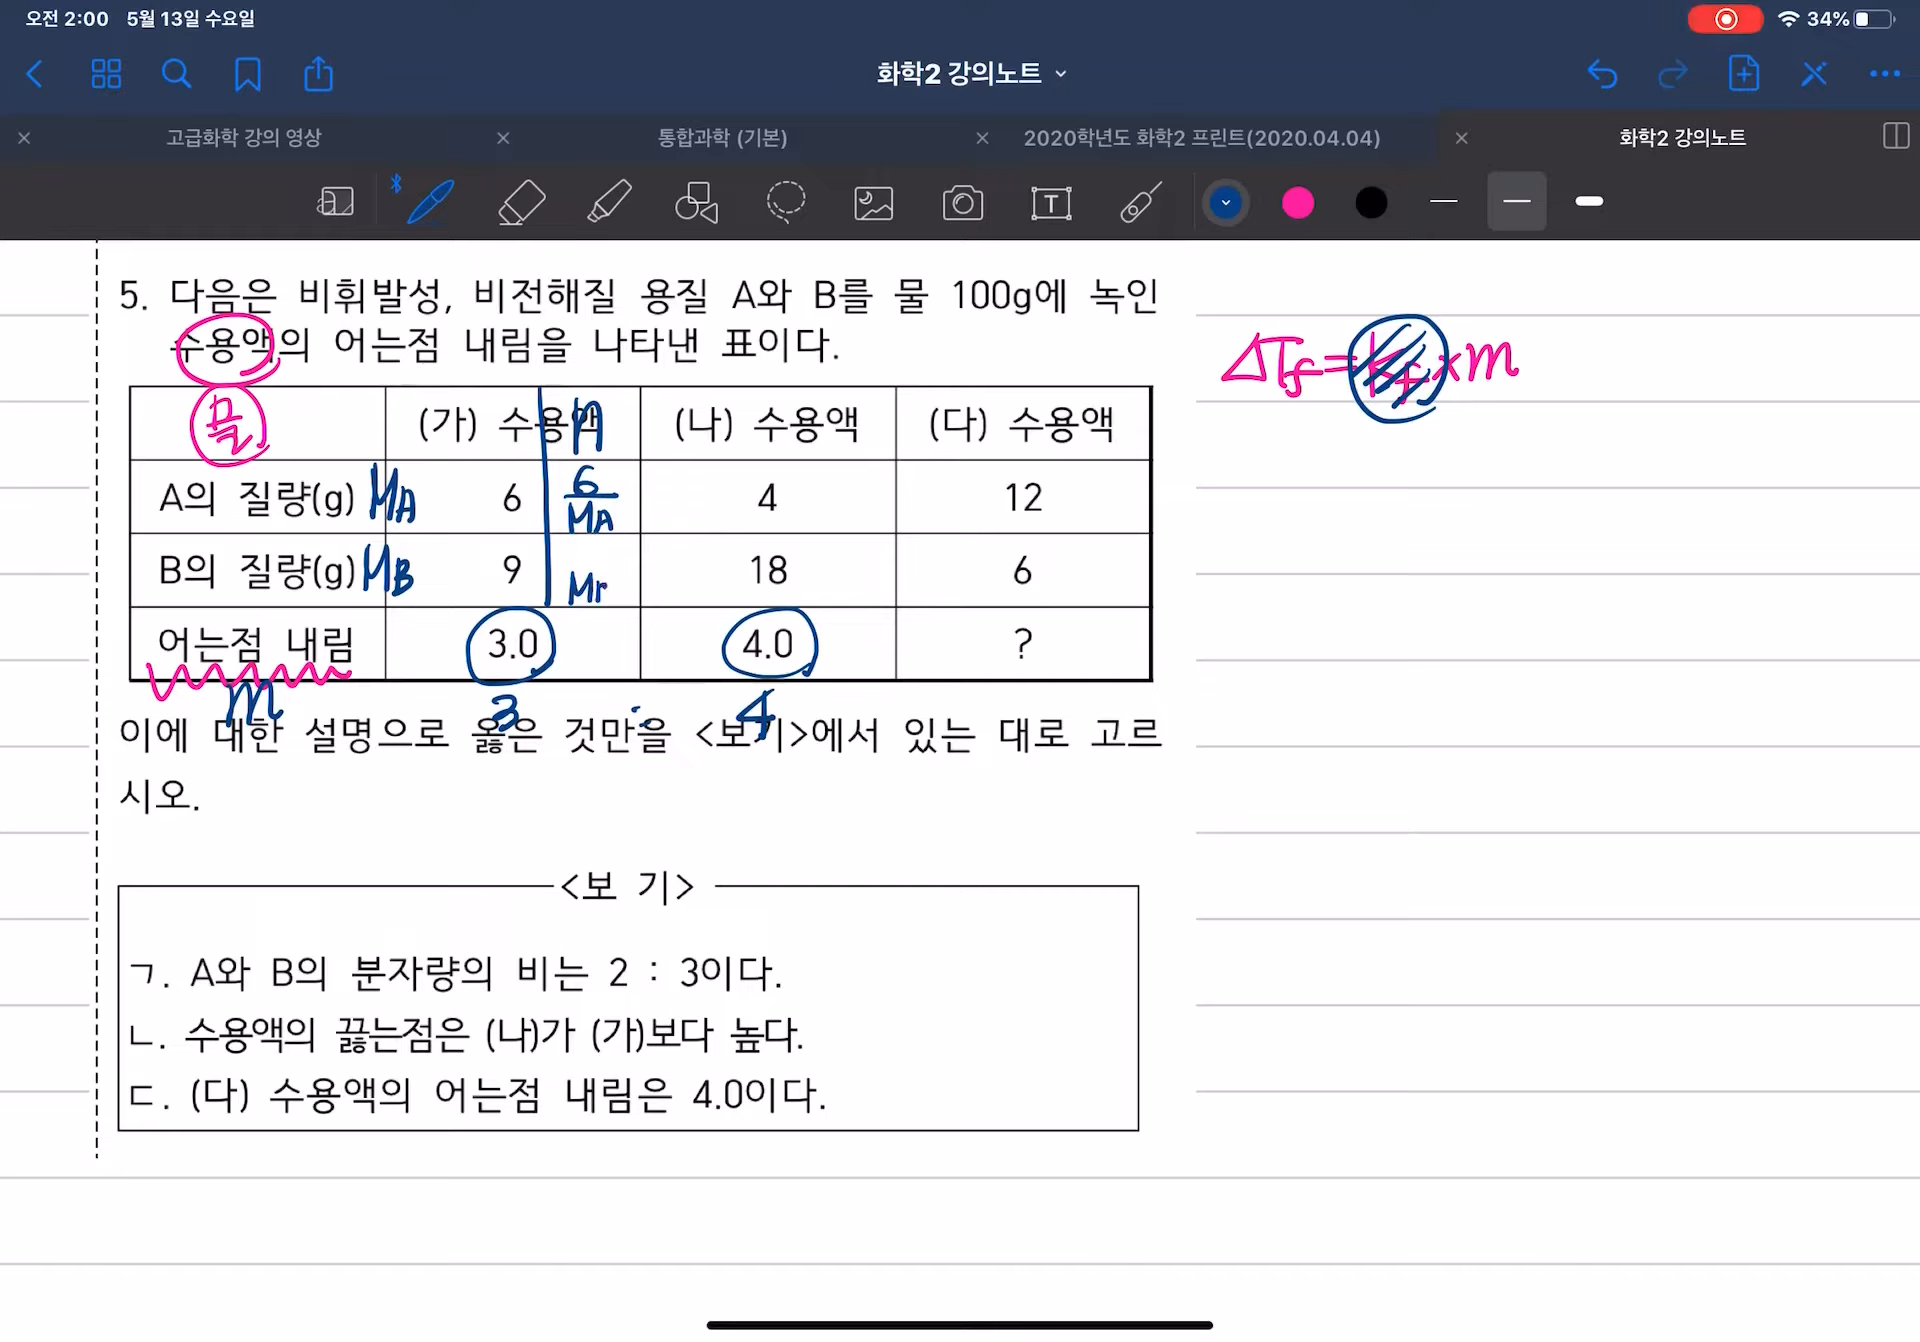 오전 2:00 5월 13일 수요일 34%
화학2 강의노트
고급화학 강의 영상 통합과학 (기본) 2020학년도 화학2 프린트(2020.04.04) 화학2 강의노트
5. 다음은 비휘발성, 비전해질 용질 A와 B를 물 100g에 녹인
수용액의 어는점 내림을 나타낸 표이다.
ΔTf = Kf × m
물 (가) 수용액 n (나) 수용액 (다) 수용액
A의 질량(g) MA 6 6/MA 4 12
B의 질량(g) MB 9 18 6
어는점 내림 3.0 4.0 ?
m 3 : 4
이에 대한 설명으로 옳은 것만을 <보기>에서 있는 대로 고르
시오.
<보 기>
ㄱ. A와 B의 분자량의 비는 2 : 3이다.
ㄴ. 수용액의 끓는점은 (나)가 (가)보다 높다.
ㄷ. (다) 수용액의 어는점 내림은 4.0이다.